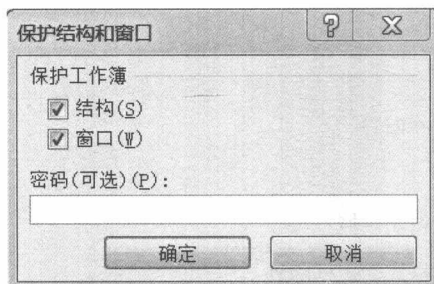 保护结构和窗口
保护工作簿
结构(S)
窗口(W)
密码(可选)(P):
确定
取消